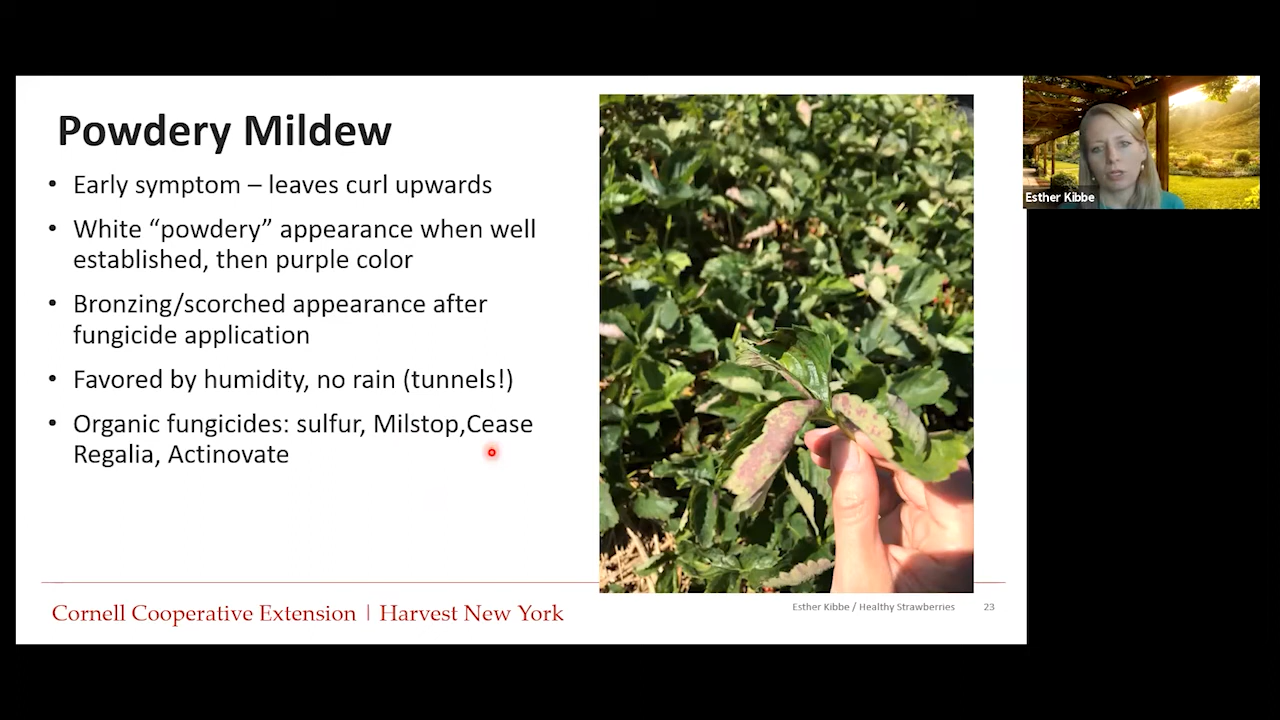 Powdery Mildew
• Early symptom – leaves curl upwards
• White “powdery” appearance when well
established, then purple color
• Bronzing/scorched appearance after
fungicide application
• Favored by humidity, no rain (tunnels!)
• Organic fungicides: sulfur, Milstop,Cease
Regalia, Actinovate
Esther Kibbe
Cornell Cooperative Extension | Harvest New York
Esther Kibbe / Healthy Strawberries 23